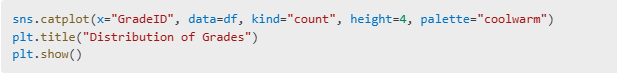 sns.catplot(x="GradeID", data=df, kind="count", height=4, palette="coolwarm")
plt.title("Distribution of Grades")
plt.show()